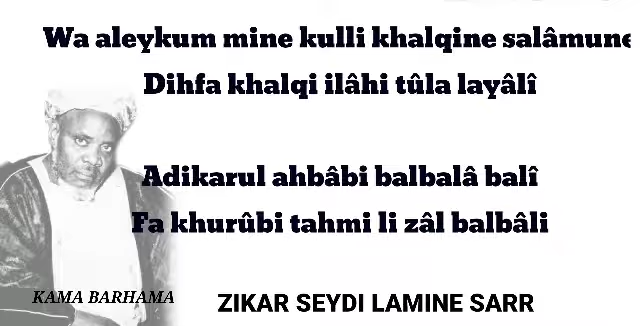 Wa aleykum mine kulli khalqine salâmune
Dihfa khalqi ilâhi tûla layâlî
Adikarul ahbâbi balbalâ balî
Fa khurûbi tahmi li zâl balbâli
KAMA BARHAMA
ZIKAR SEYDI LAMINE SARR